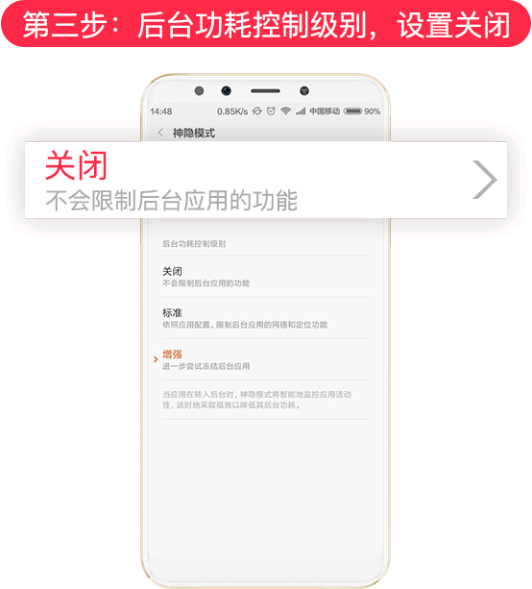 第三步：后台功耗控制级别，设置关闭
14:48
0.85K/s
中国移动
90%
神隐模式
关闭
不会限制后台应用的功能
后台功耗控制级别
关闭
不会限制后台应用的功能
标准
依照应用配置，限制后台应用的网络和定位功能
增强
进一步尝试冻结后台应用
当应用在转入后台时，神隐模式将智能地监控应用活动
性，适时地采取措施以降低其后台功耗。